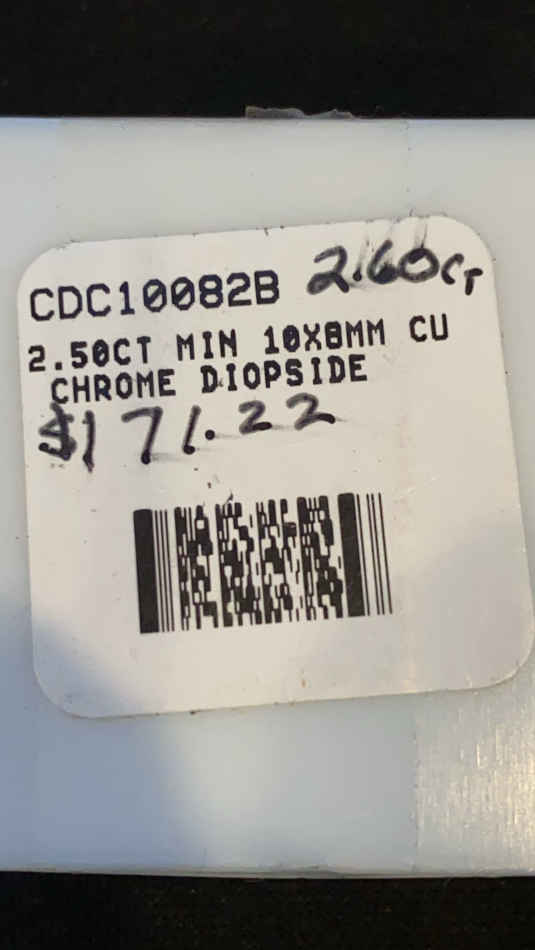 CDC10082B 2.60CT
2.50CT MIN 10X8MM CU
CHROME DIOPSIDE
$171.22